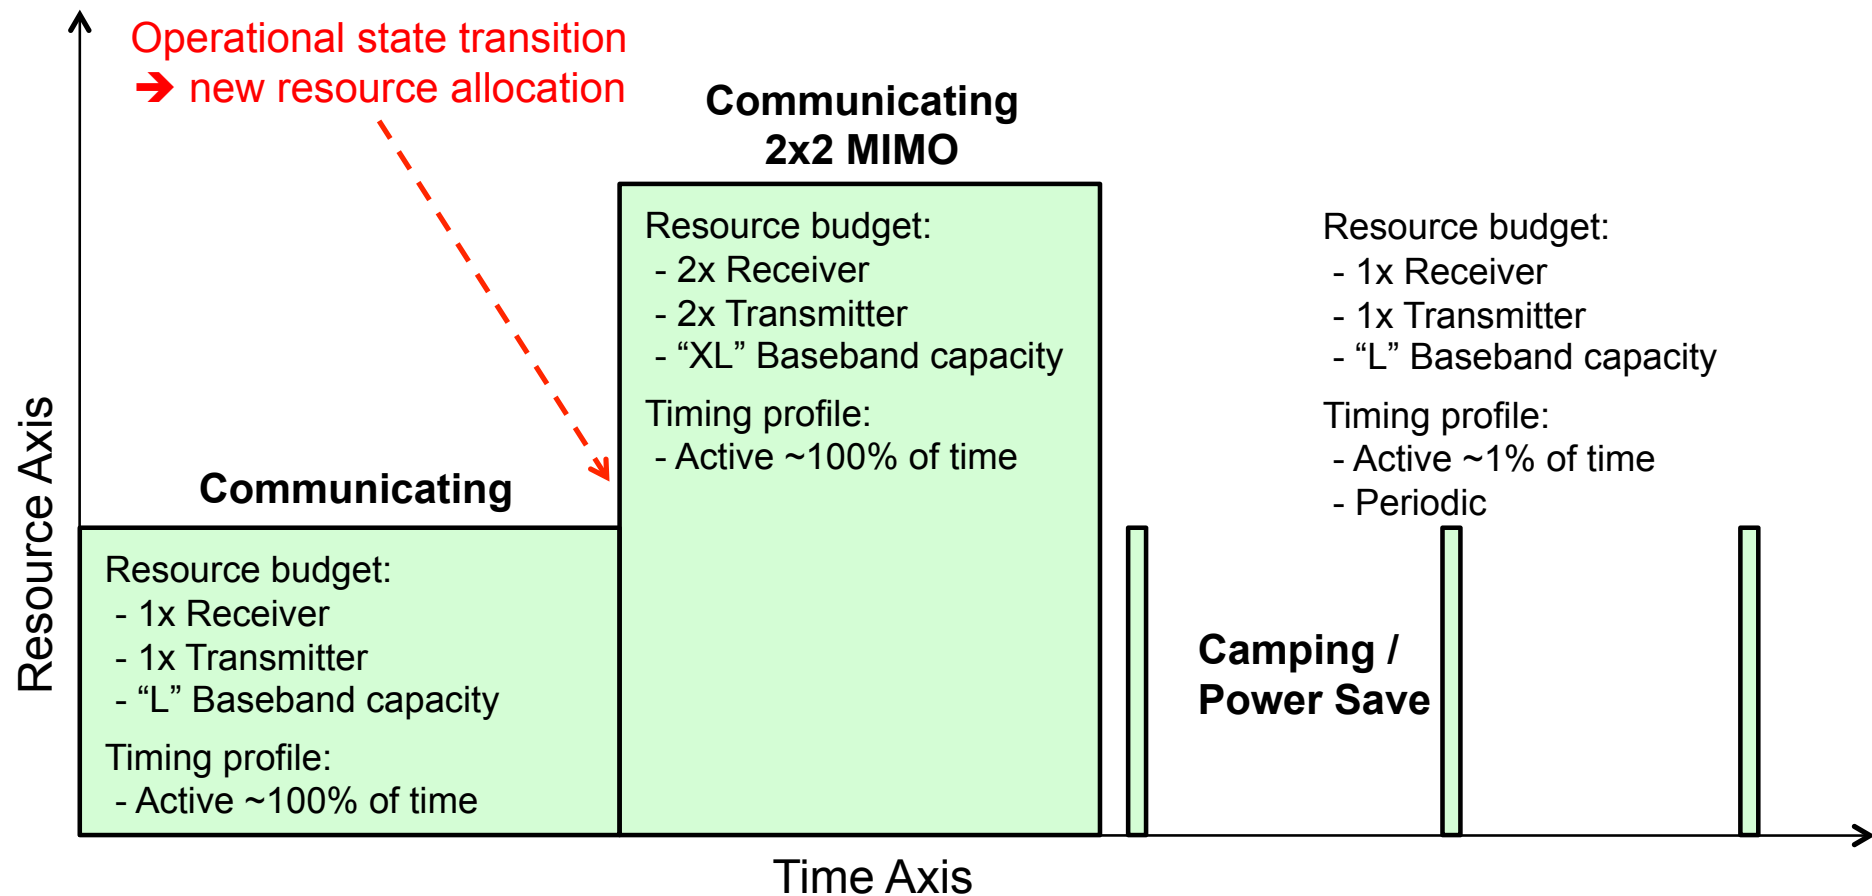 Operational state transition
➔ new resource allocation
Communicating
2x2 MIMO
Resource budget:
- 2x Receiver
- 2x Transmitter
- “XL” Baseband capacity
Timing profile:
- Active ~100% of time
Resource budget:
- 1x Receiver
- 1x Transmitter
- “L” Baseband capacity
Timing profile:
- Active ~1% of time
- Periodic
Communicating
Resource budget:
- 1x Receiver
- 1x Transmitter
- “L” Baseband capacity
Timing profile:
- Active ~100% of time
Camping /
Power Save
Resource Axis
Time Axis